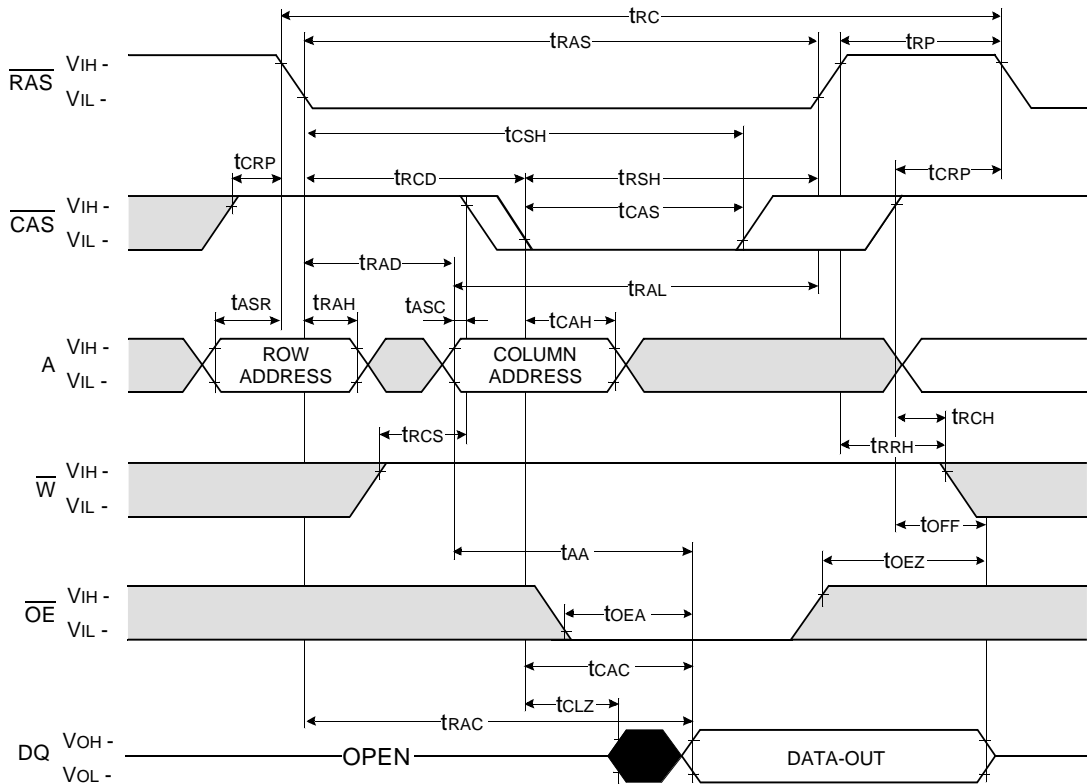 tRC
tRAS
tRP
RAS
VIH -
VIL -
tCSH
tCRP
tRCD
tRSH
tCRP
CAS
VIH -
VIL -
tCAS
tRAD
tRAL
tASR
tRAH
tASC
tCAH
A
VIH -
VIL -
ROW
ADDRESS
COLUMN
ADDRESS
tRCH
tRCS
tRRH
W
VIH -
VIL -
tOFF
tAA
tOEZ
OE
VIH -
VIL -
tOEA
tCAC
tCLZ
tRAC
DQ
VOH -
VOL -
OPEN
DATA-OUT